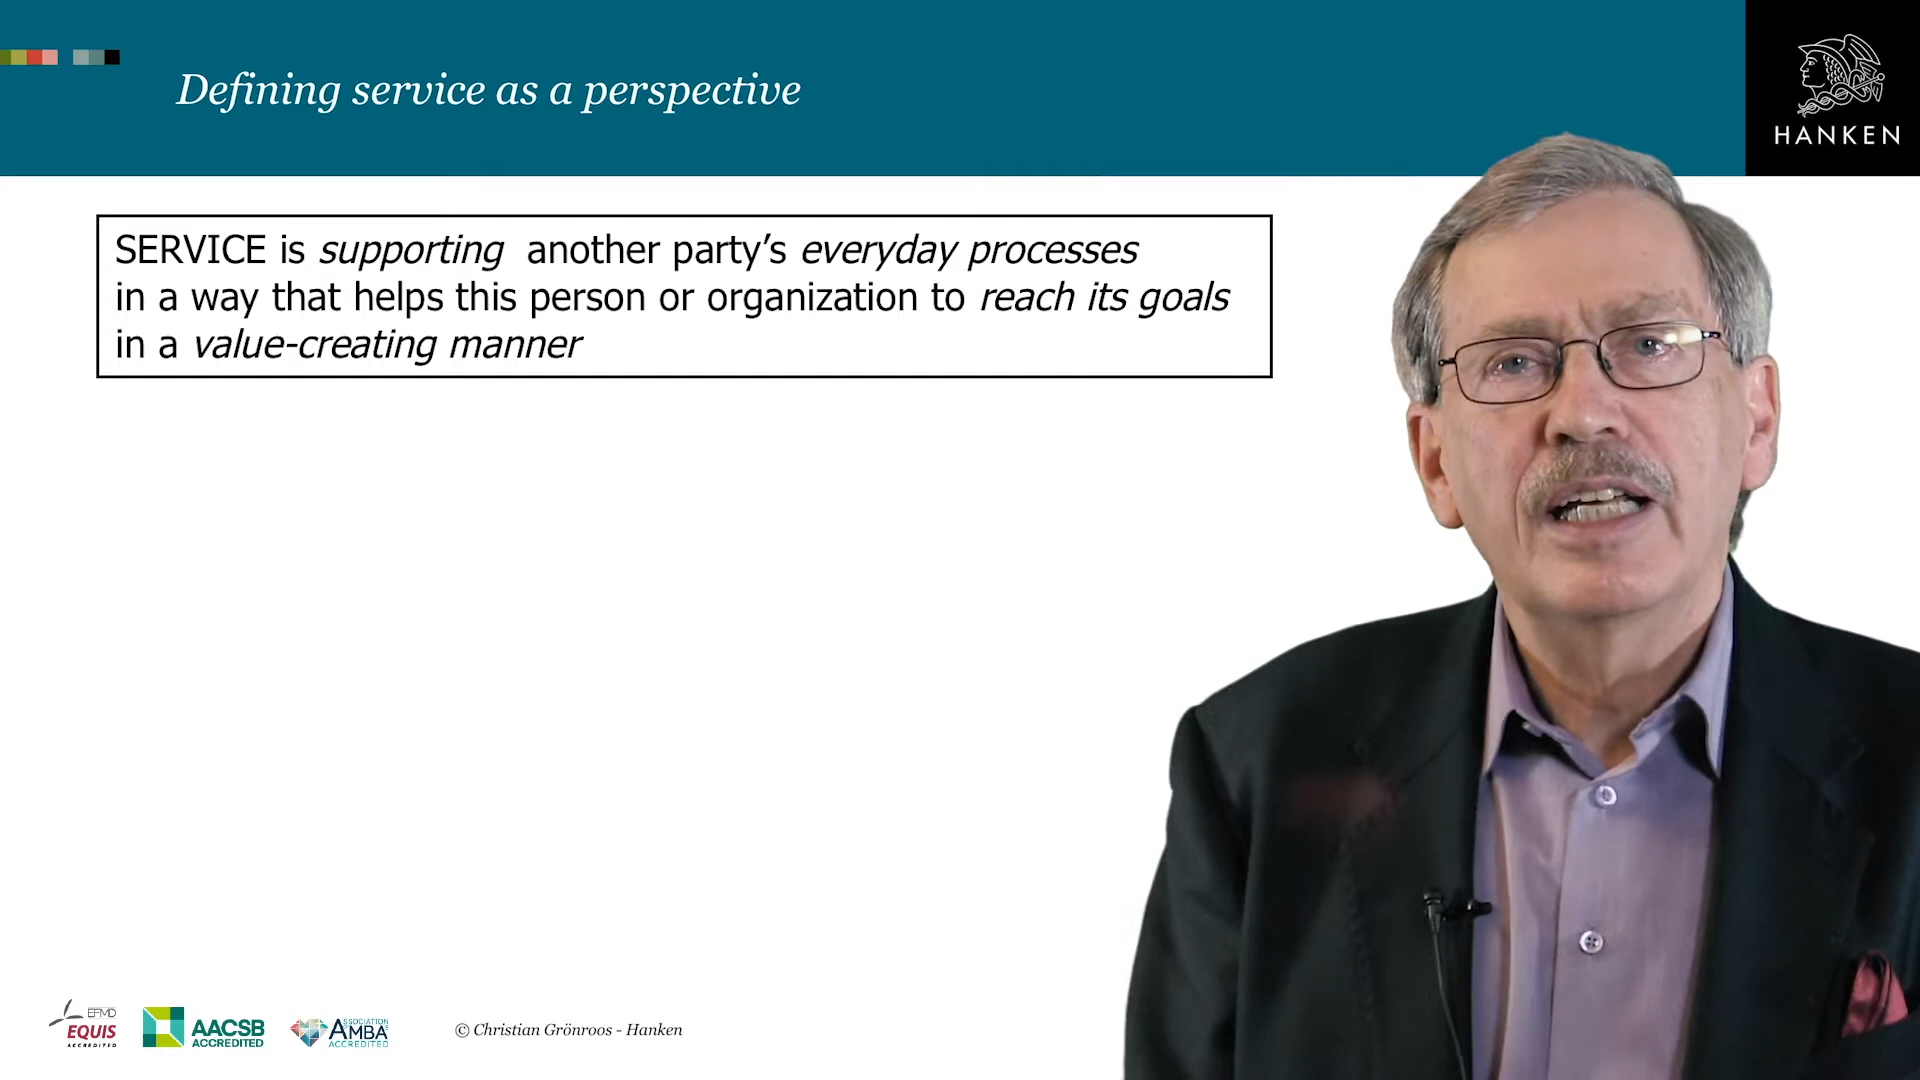 Defining service as a perspective
HANKEN
SERVICE is supporting another party’s everyday processes
in a way that helps this person or organization to reach its goals
in a value-creating manner
EFMD
EQUIS
ACCREDITED
AACSB
ACCREDITED
ASSOCIATION
AMBA
ACCREDITED
© Christian Grönroos - Hanken